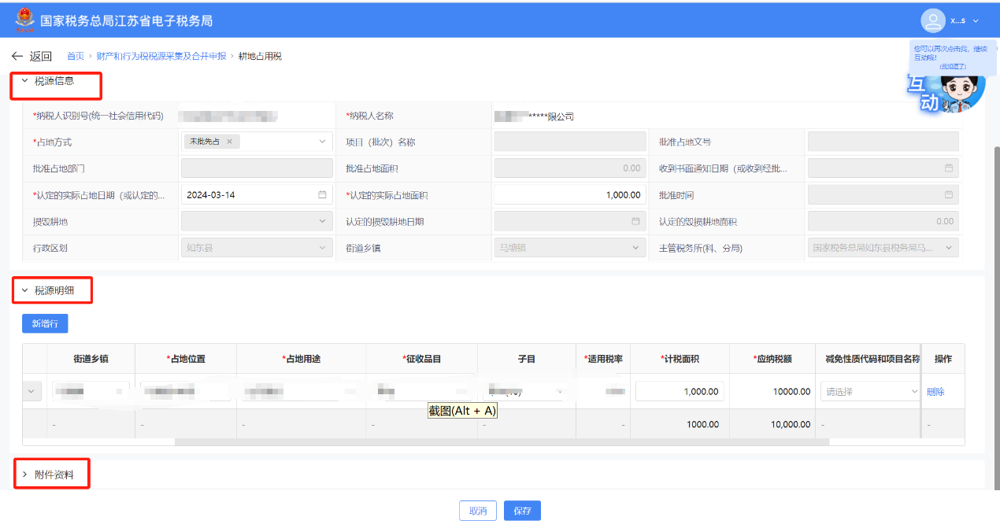 国家税务总局江苏省电子税务局
x...s
返回 首页 > 财产和行为税税源采集及合并申报 > 耕地占用税
您可以再次点击我，继续
互动哦！
(我知道了)
互动
税源信息
*纳税人识别号(统一社会信用代码) *纳税人名称 *****限公司
*占地方式 未批先占 × 项目（批次）名称 批准占地文号
批准占地部门 批准占地面积 0.00 收到书面通知日期（或收到经批...
*认定的实际占地日期（或认定的... 2024-03-14 *认定的实际占地面积 1,000.00 批准时间
损毁耕地 认定的损毁耕地日期 认定的毁损耕地面积 0.00
行政区划 如东县 街道乡镇 马塘镇 主管税务所(科、分局) 国家税务总局如东县税务局马...
税源明细
新增行
街道乡镇 *占地位置 *占地用途 *征收品目 子目 *适用税率 *计税面积 *应纳税额 减免性质代码和项目名称 操作
1,000.00 10000.00 请选择 删除
截图(Alt + A)
- - - - - - 1000.00 10,000.00 - -
附件资料
取消 保存